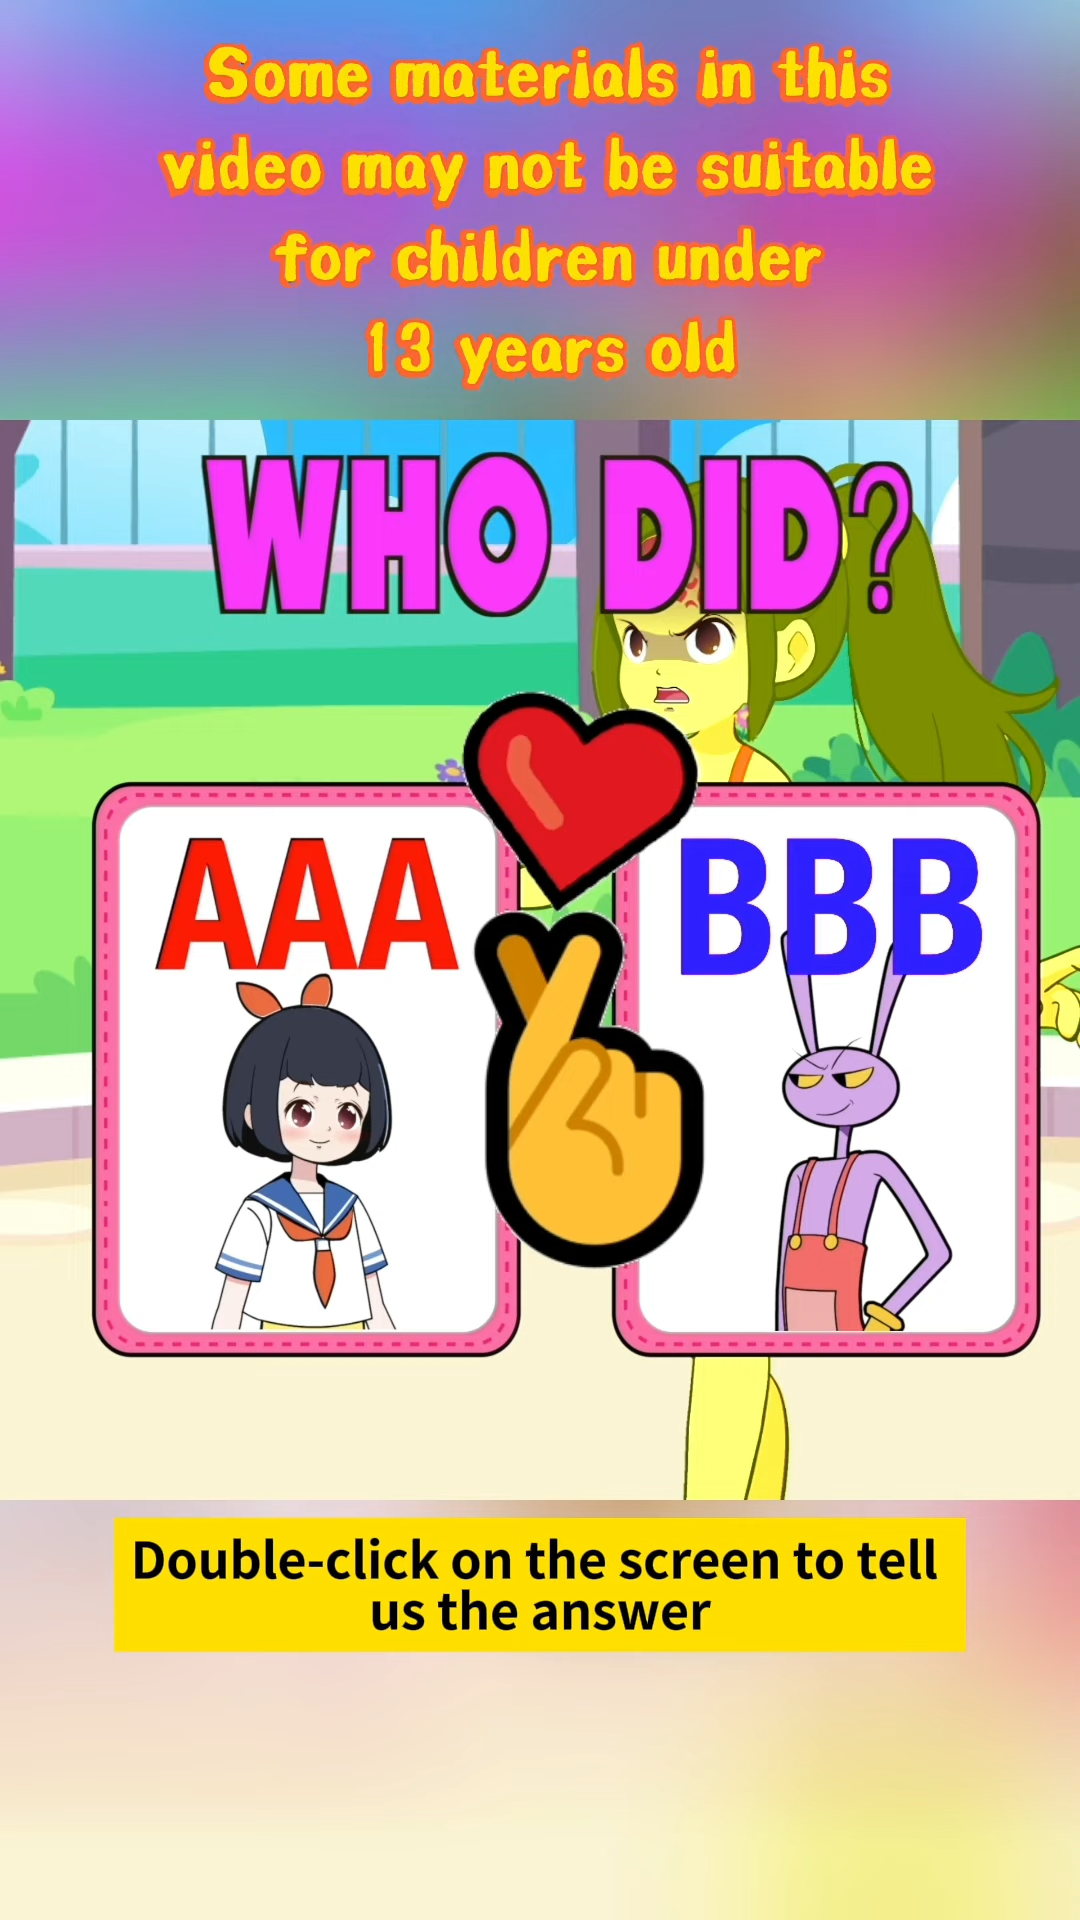 Some materials in this
video may not be suitable
for children under
13 years old
WHO DID?
AAA
BBB
Double-click on the screen to tell
us the answer